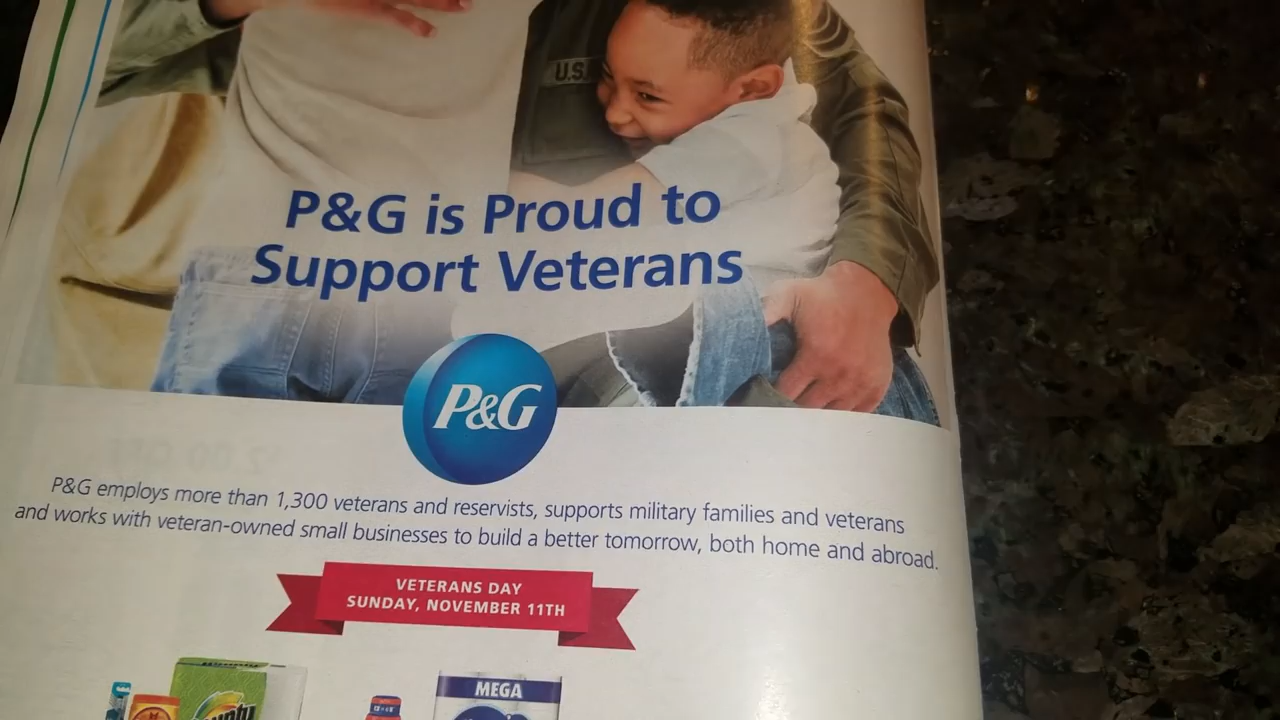 U.S.
P&G is Proud to
Support Veterans
P&G
P&G employs more than 1,300 veterans and reservists, supports military families and veterans
and works with veteran-owned small businesses to build a better tomorrow, both home and abroad.
VETERANS DAY
SUNDAY, NOVEMBER 11TH
MEGA